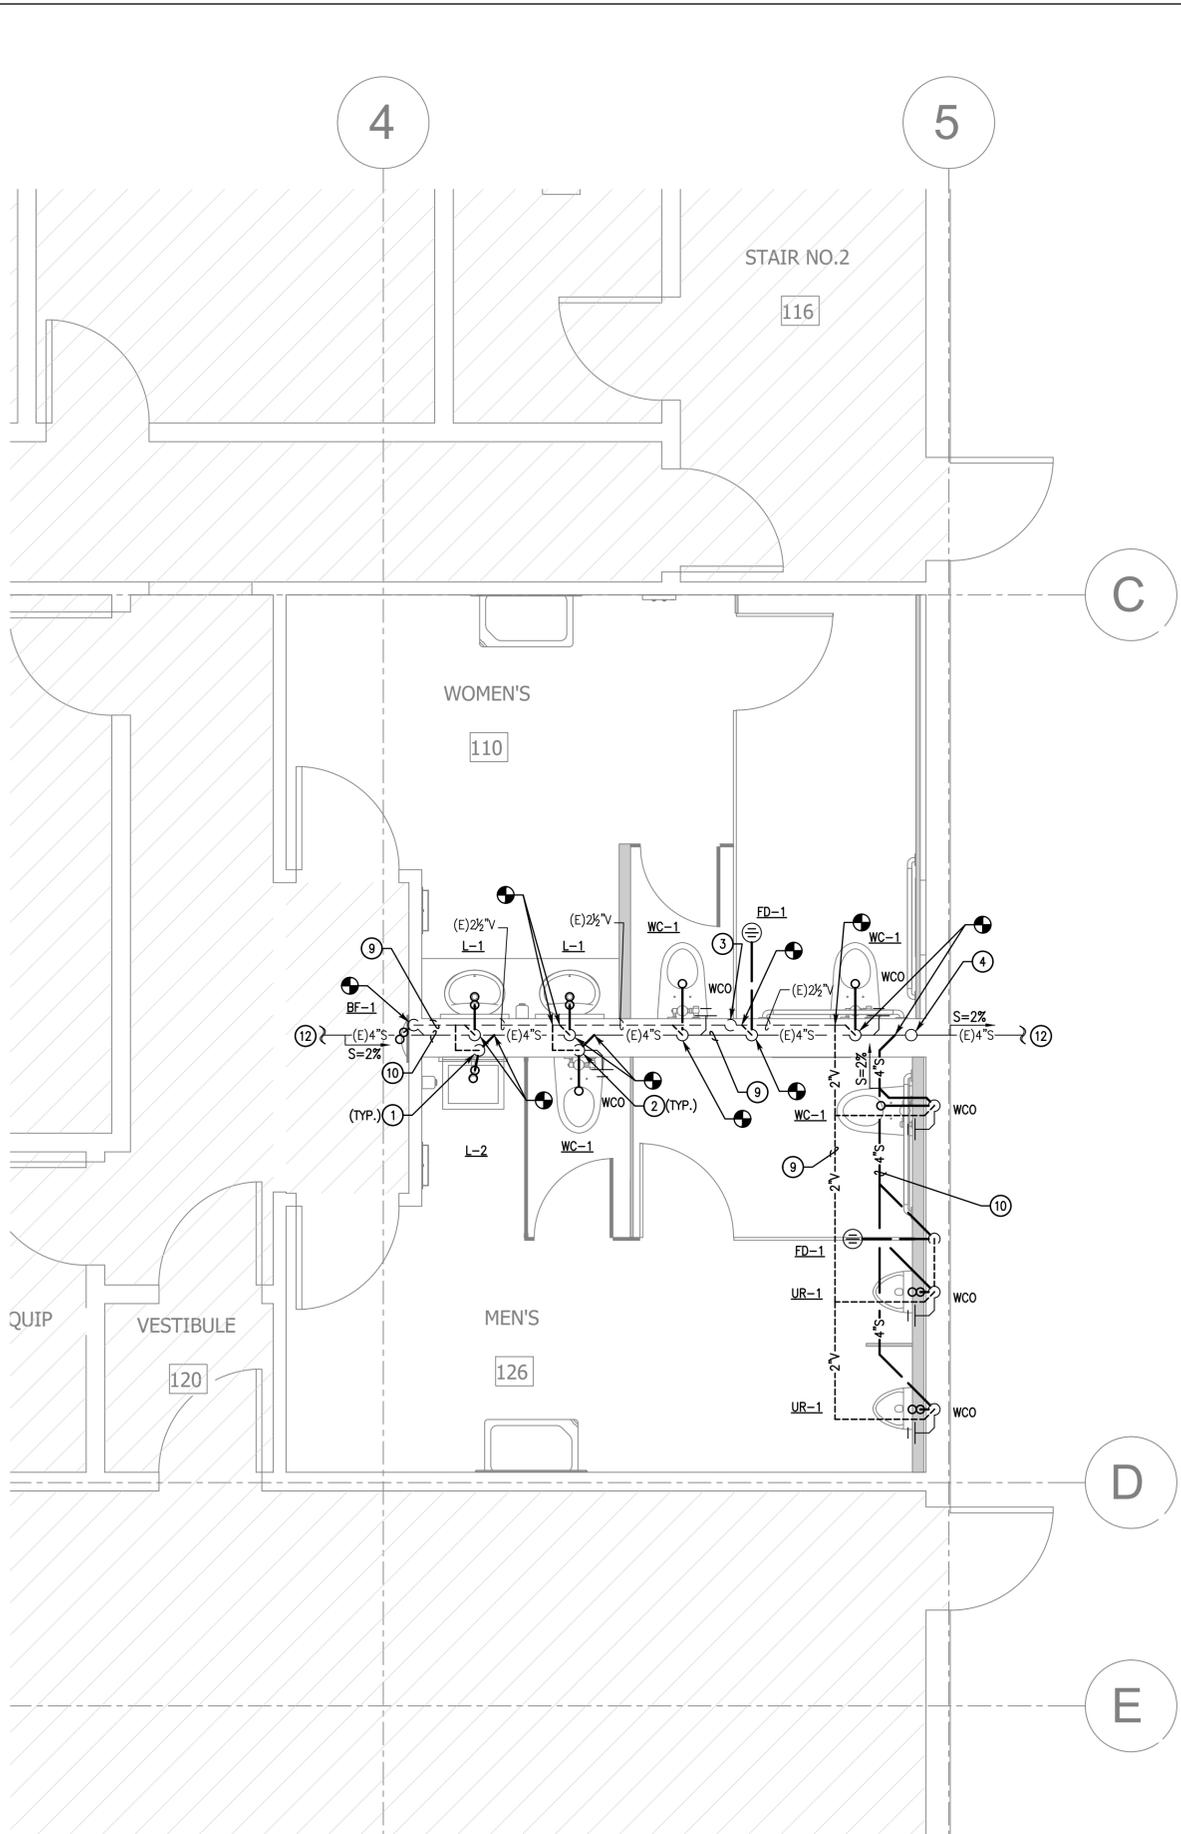 4
5
STAIR NO.2
116
C
WOMEN'S
110
(E)2½"V
(E)2½"V
FD-1
WC-1
WC-1
9
L-1
L-1
3
4
WCO
WCO
BF-1
(E)2½"V
S=2%
12
(E)4"S
(E)4"S
(E)4"S
(E)4"S
(E)4"S
12
S=2%
10
S=2%
2"V
4"S
9
(TYP.)
1
WCO
2
(TYP.)
WC-1
WCO
L-2
WC-1
9
2"V
4"S
10
FD-1
UR-1
WCO
QUIP
VESTIBULE
MEN'S
4"S
120
126
2"V
UR-1
WCO
D
E